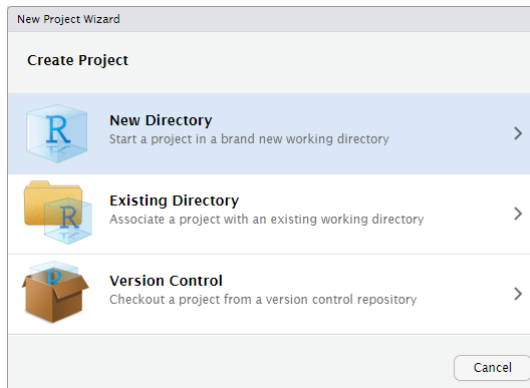 New Project Wizard
Create Project
R
New Directory
Start a project in a brand new working directory
R
Existing Directory
Associate a project with an existing working directory
R
Version Control
Checkout a project from a version control repository
Cancel